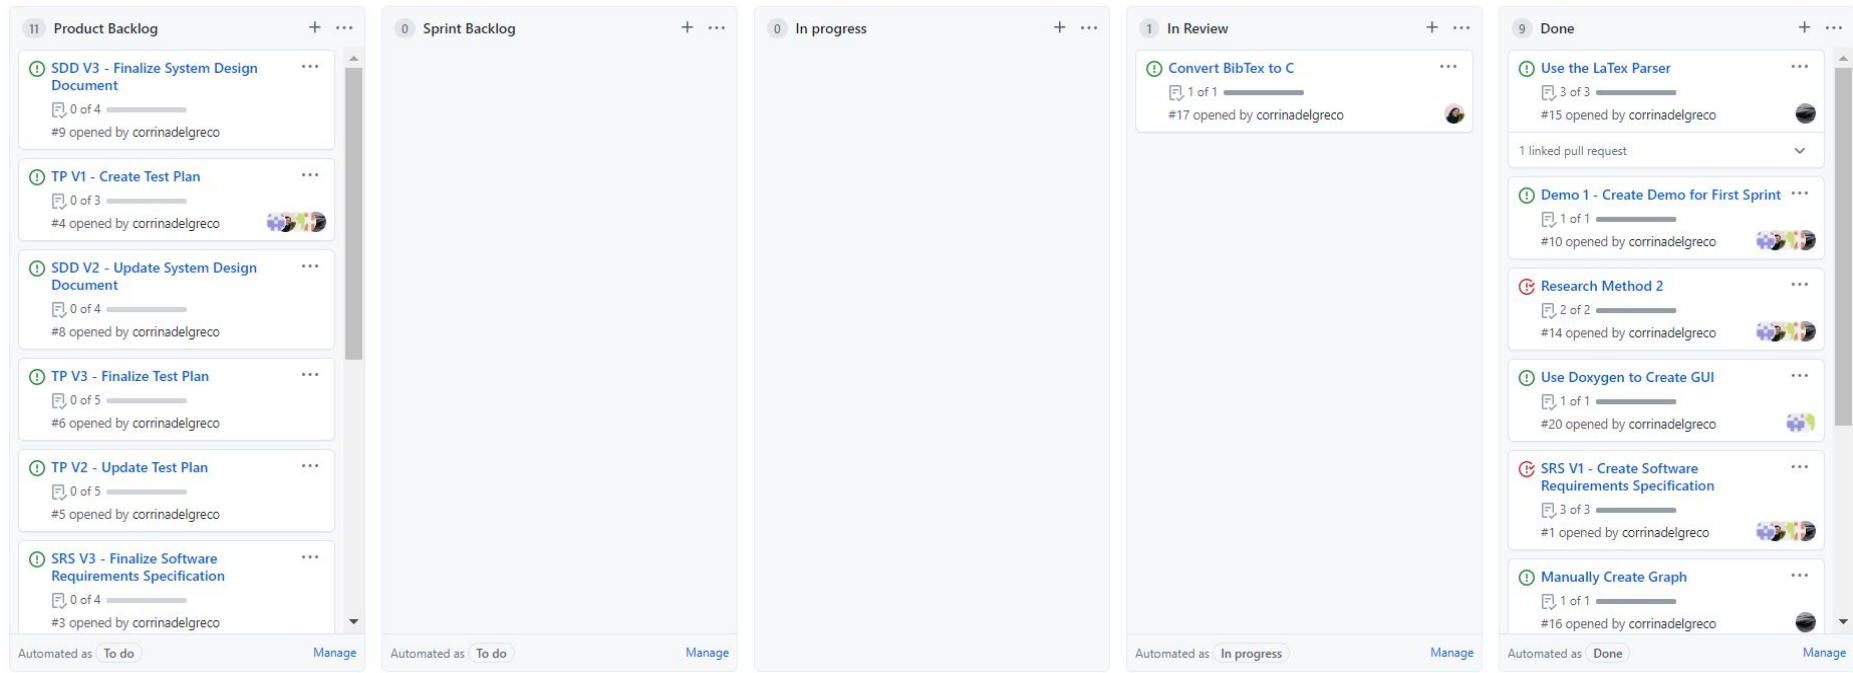 11 Product Backlog
SDD V3 - Finalize System Design
Document
0 of 4
#9 opened by corrinadelgreco
TP V1 - Create Test Plan
0 of 3
#4 opened by corrinadelgreco
SDD V2 - Update System Design
Document
0 of 4
#8 opened by corrinadelgreco
TP V3 - Finalize Test Plan
0 of 5
#6 opened by corrinadelgreco
TP V2 - Update Test Plan
0 of 5
#5 opened by corrinadelgreco
SRS V3 - Finalize Software
Requirements Specification
0 of 4
#3 opened by corrinadelgreco
Automated as To do Manage
0 Sprint Backlog
Automated as To do Manage
0 In progress
1 In Review
Convert BibTex to C
1 of 1
#17 opened by corrinadelgreco
Automated as In progress Manage
9 Done
Use the LaTex Parser
3 of 3
#15 opened by corrinadelgreco
1 linked pull request
Demo 1 - Create Demo for First Sprint
1 of 1
#10 opened by corrinadelgreco
Research Method 2
2 of 2
#14 opened by corrinadelgreco
Use Doxygen to Create GUI
1 of 1
#20 opened by corrinadelgreco
SRS V1 - Create Software
Requirements Specification
3 of 3
#1 opened by corrinadelgreco
Manually Create Graph
1 of 1
#16 opened by corrinadelgreco
Automated as Done Manage